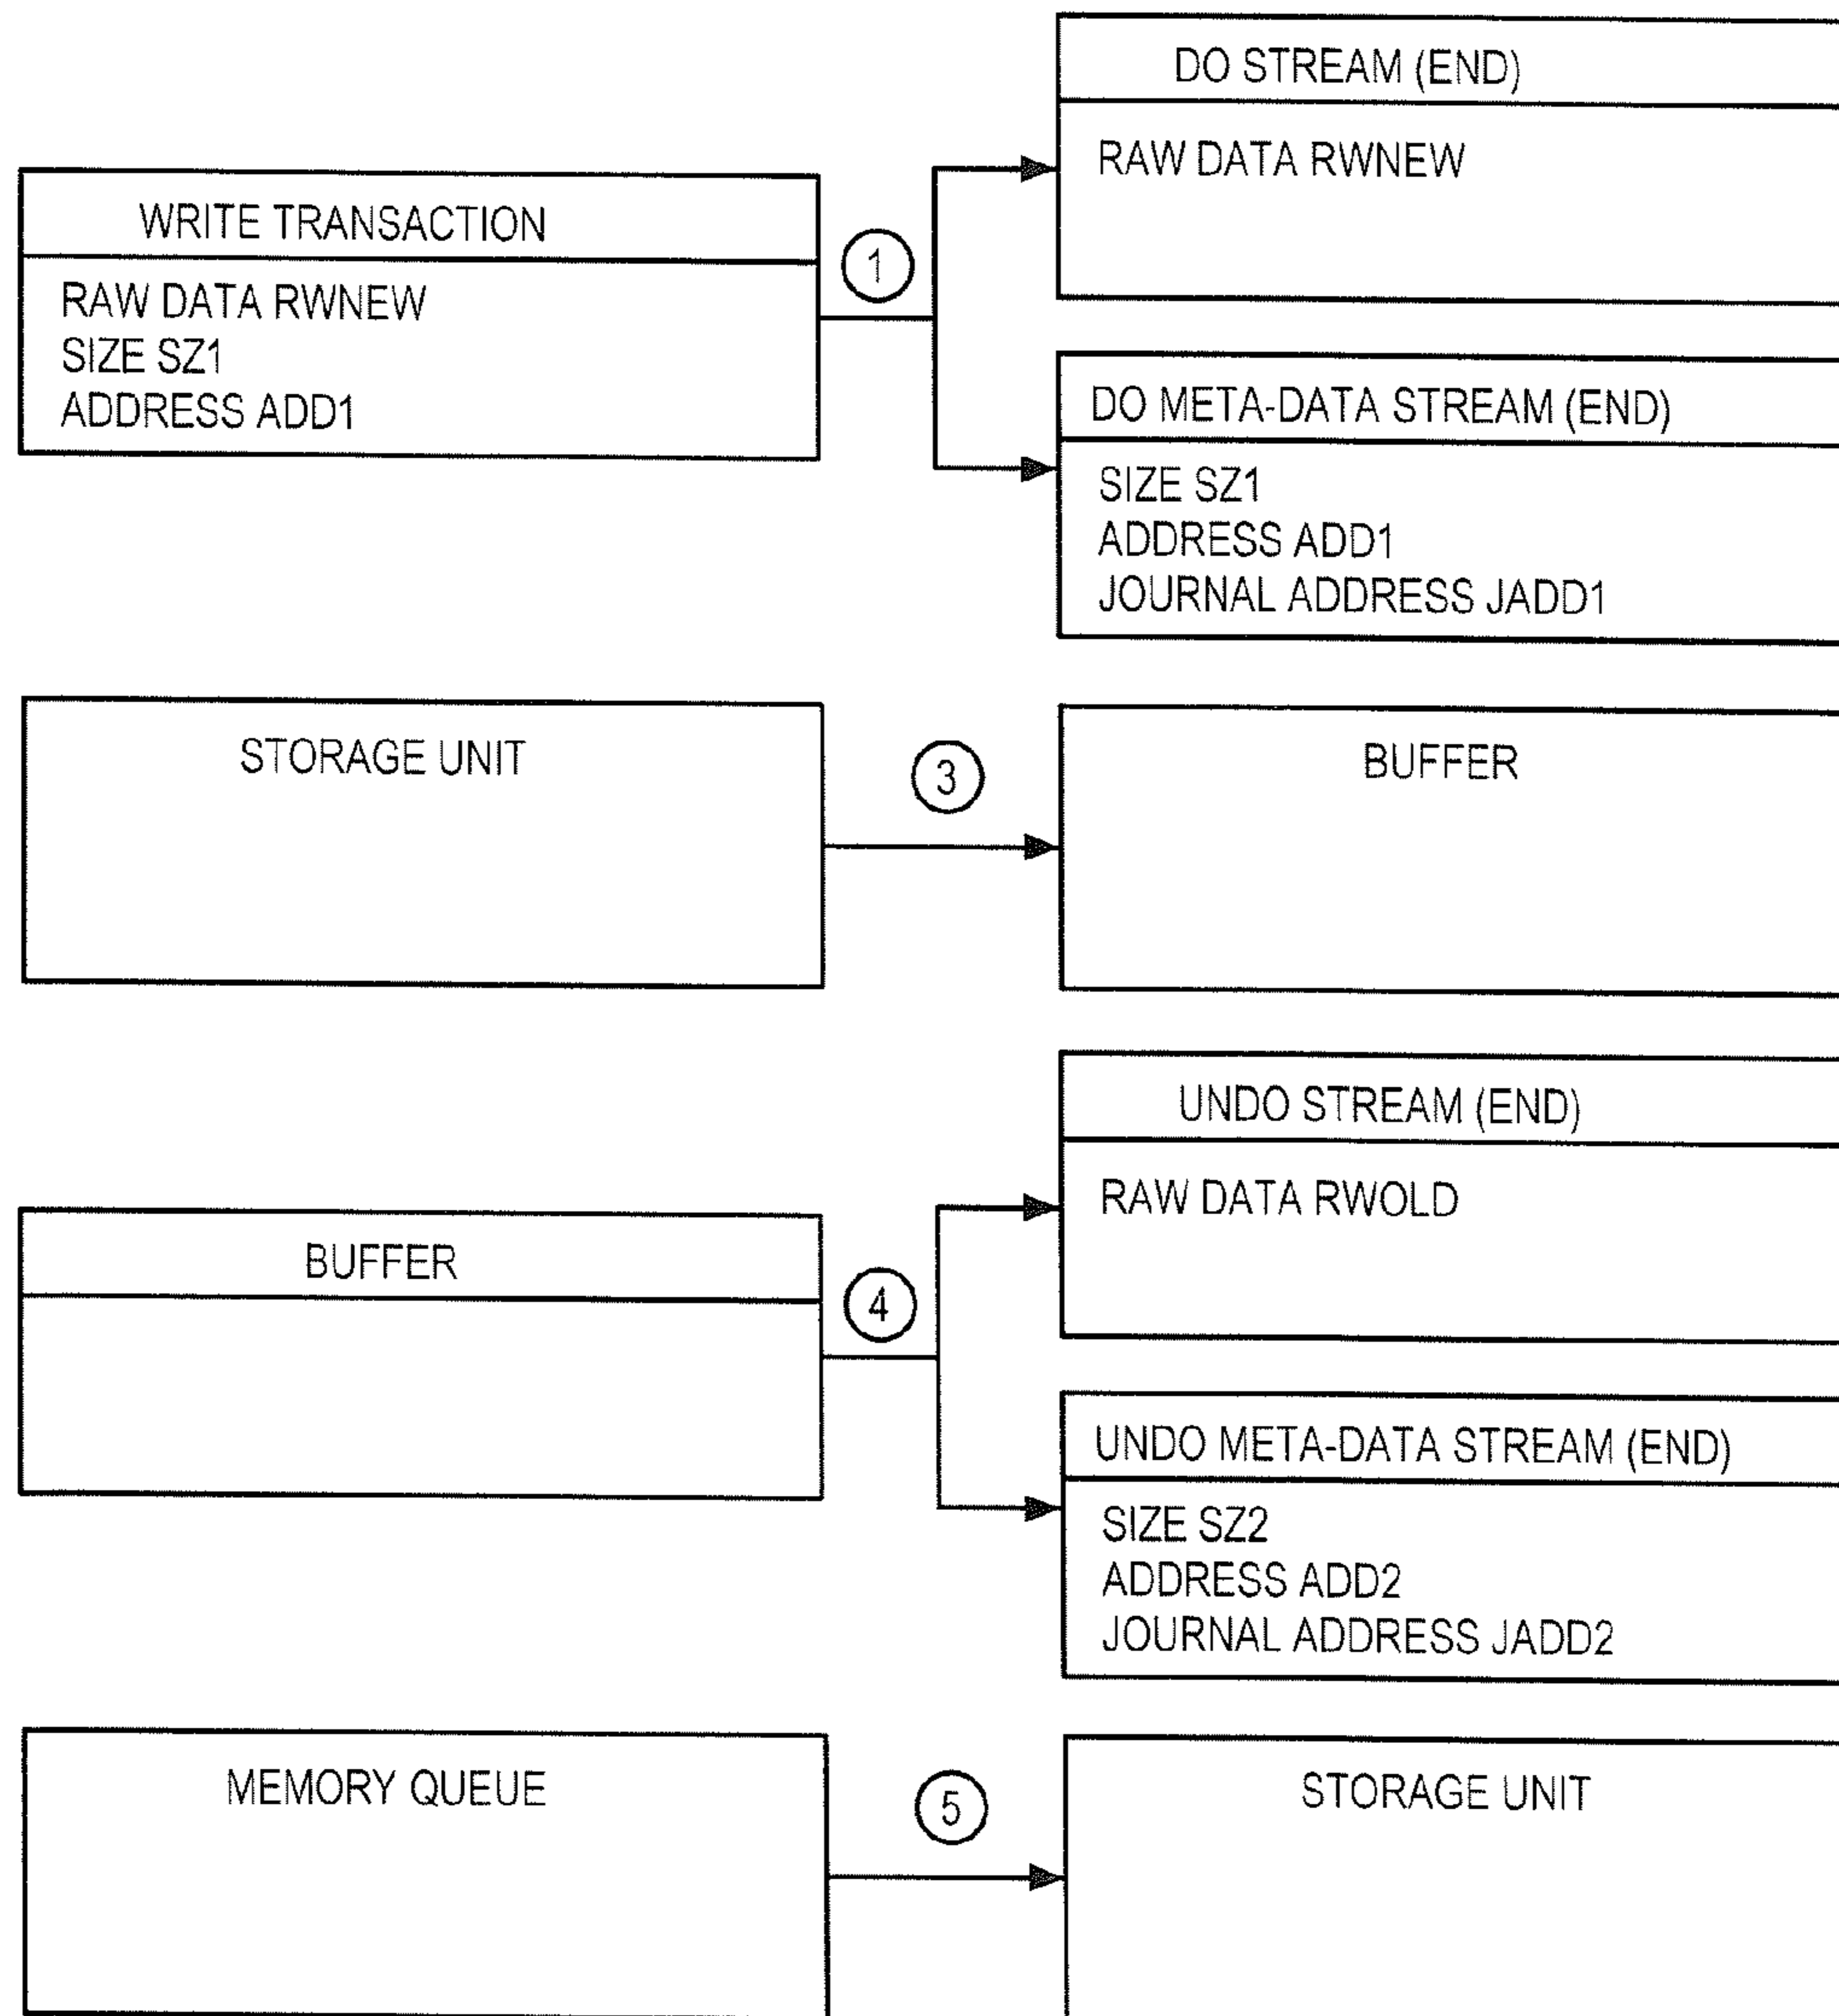 DO STREAM (END)
RAW DATA RWNEW
WRITE TRANSACTION
RAW DATA RWNEW
SIZE SZ1
ADDRESS ADD1
1
DO META-DATA STREAM (END)
SIZE SZ1
ADDRESS ADD1
JOURNAL ADDRESS JADD1
STORAGE UNIT
3
BUFFER
UNDO STREAM (END)
RAW DATA RWOLD
BUFFER
4
UNDO META-DATA STREAM (END)
SIZE SZ2
ADDRESS ADD2
JOURNAL ADDRESS JADD2
MEMORY QUEUE
5
STORAGE UNIT